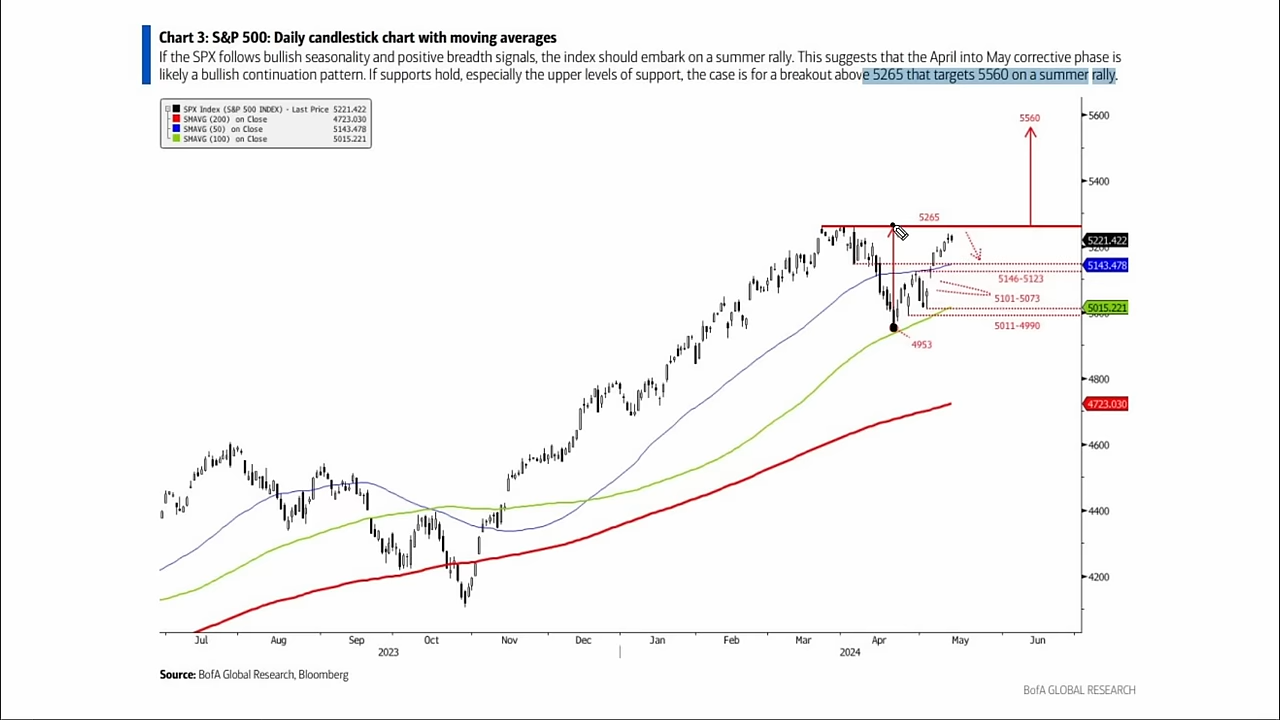 Chart 3: S&P 500: Daily candlestick chart with moving averages
If the SPX follows bullish seasonality and positive breadth signals, the index should embark on a summer rally. This suggests that the April into May corrective phase is
likely a bullish continuation pattern. If supports hold, especially the upper levels of support, the case is for a breakout above 5265 that targets 5560 on a summer rally.
SPX Index (S&P 500 INDEX) - Last Price 5221.422
SMAVG (200) on Close 4723.030
SMAVG (50) on Close 5143.478
SMAVG (100) on Close 5015.221
5560
5600
5400
5265
5221.422
5200
5143.478
5146-5123
5101-5073
5015.221
5000
5011-4990
4953
4800
4723.030
4600
4400
4200
Jul Aug Sep Oct Nov Dec Jan Feb Mar Apr May Jun
2023 2024
Source: BofA Global Research, Bloomberg
BofA GLOBAL RESEARCH